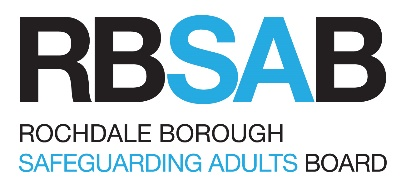 RBSAB
ROCHDALE BOROUGH
SAFEGUARDING ADULTS BOARD